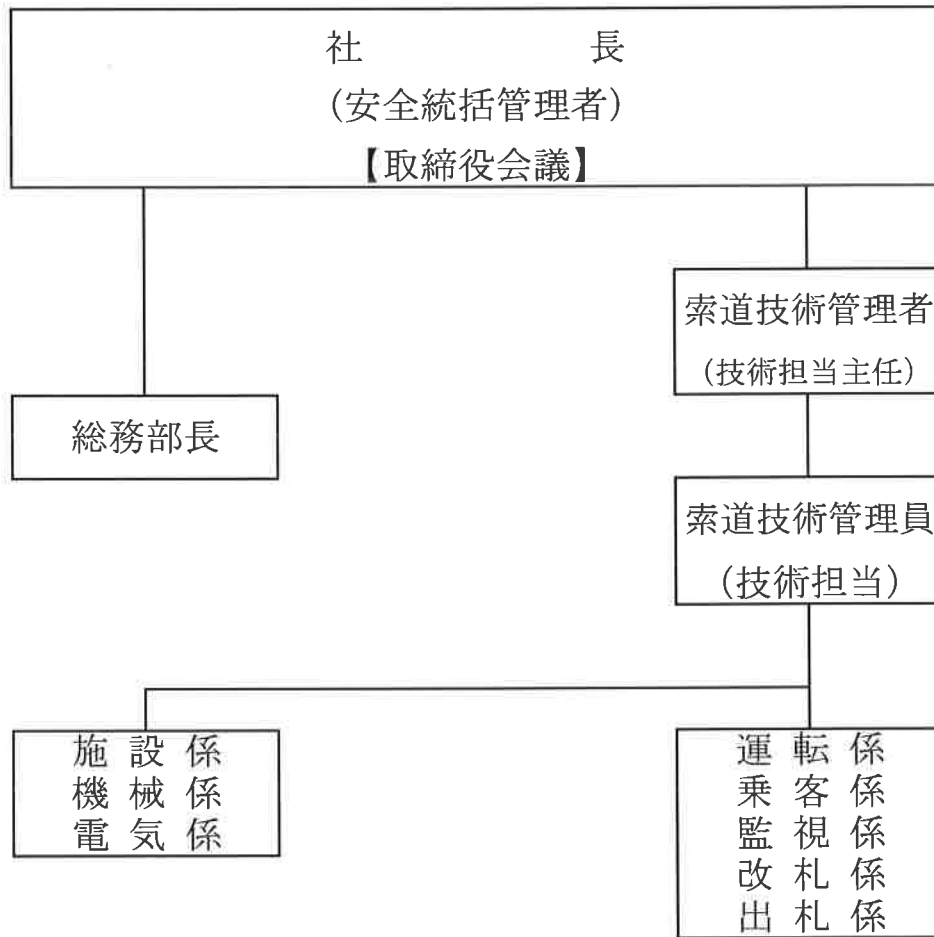 社長
(安全統括管理者)
【取締役会議】
索道技術管理者
(技術担当主任)
総務部長
索道技術管理員
(技術担当)
施設係
機械係
電気係
運転係
乗客係
監視係
改札係
出札係